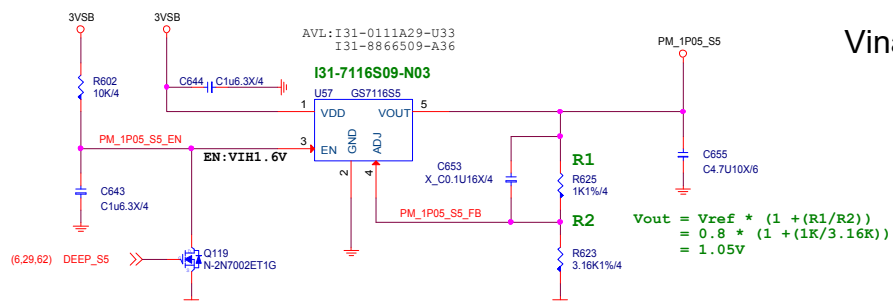 3VSB
3VSB
AVL:I31-0111A29-U33
I31-8866509-A36
PM_1P05_S5
Vina
R602
10K/4
C644
C1u6.3X/4
I31-7116S09-N03
U57
GS7116S5
1
VDD
VOUT
5
PM_1P05_S5_EN
3
EN
GND
ADJ
EN:VIH1.6V
2
4
C643
C1u6.3X/4
C653
X_C0.1U16X/4
R1
R625
1K1%/4
C655
C4.7U10X/6
PM_1P05_S5_FB
R2
Vout = Vref * (1 +(R1/R2))
= 0.8 * (1 +(1K/3.16K))
= 1.05V
(6,29,62) DEEP_S5
Q119
N-2N7002ET1G
R623
3.16K1%/4